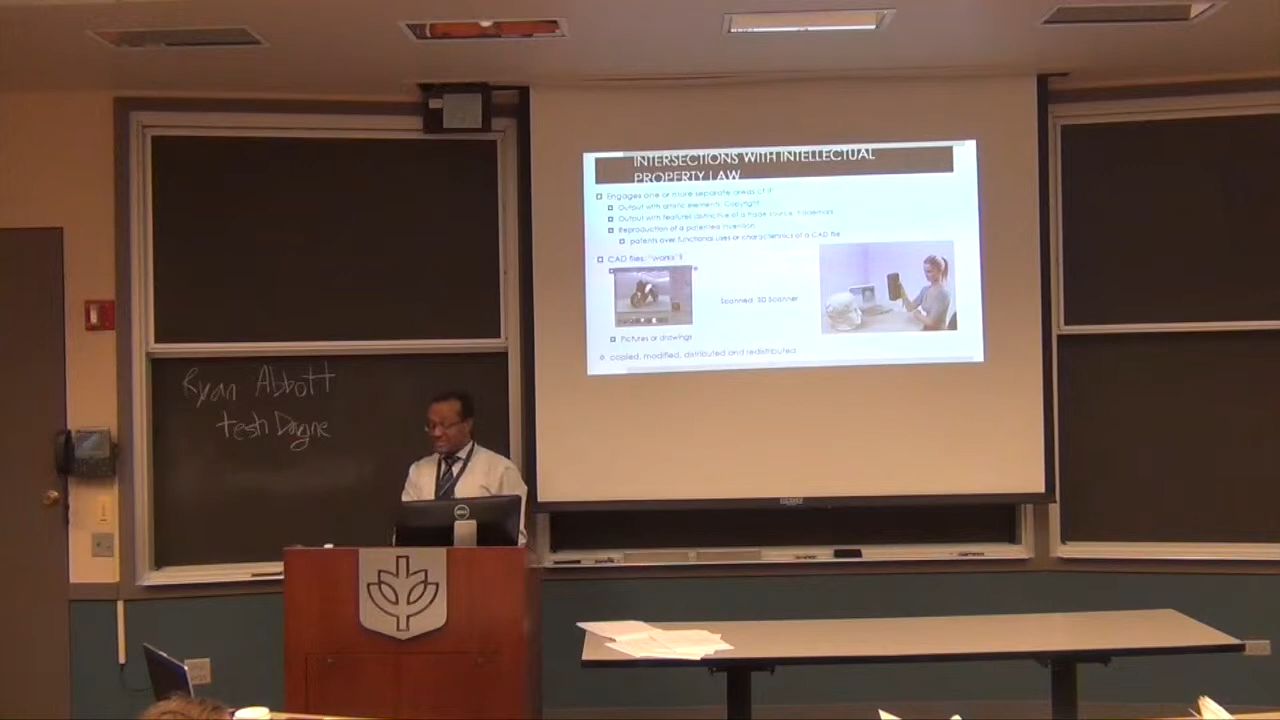 INTERSECTIONS WITH INTELLECTUAL
PROPERTY LAW
Engages one or more separate areas of IP
Output with artistic elements: Copyright
Output with features distinctive of a trade source: Trademark
Reproduction of a patented invention
patents over functional uses or characteristics of a CAD file
CAD files: "works"?
Scanned: 3D Scanner
Pictures or drawings
copied, modified, distributed and redistributed
Ryan Abbott
Tesh Dagne
DELL